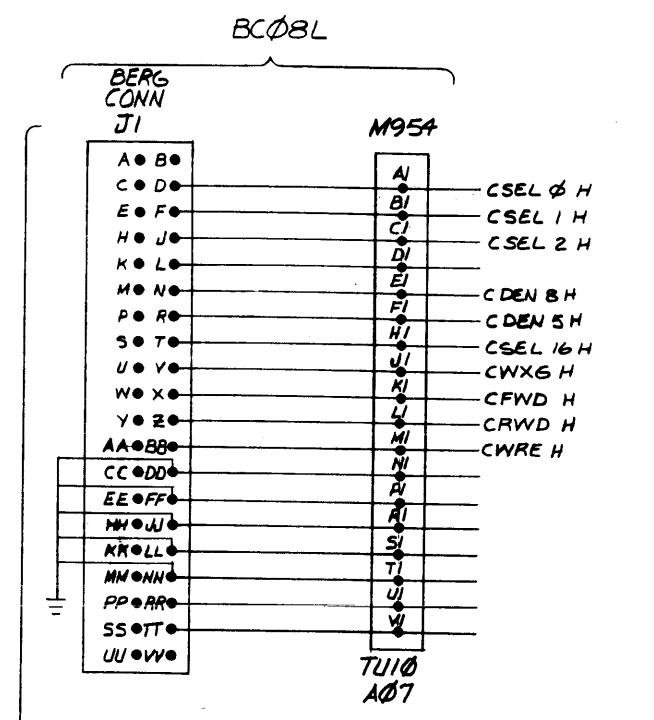 BCØ8L
BERG
CONN
J1
M954
A B
C D
E F
H J
K L
M N
P R
S T
U V
W X
Y Z
AA BB
CC DD
EE FF
HH JJ
KK LL
MM NN
PP RR
SS TT
UU VV
A1
B1
C1
D1
E1
F1
H1
J1
K1
L1
M1
N1
P1
R1
S1
T1
U1
V1
CSEL Ø H
CSEL 1 H
CSEL 2 H
CDEN 8 H
CDEN 5 H
CSEL 16 H
CWXG H
CFWD H
CRWD H
CWRE H
TU1Ø
AØ7